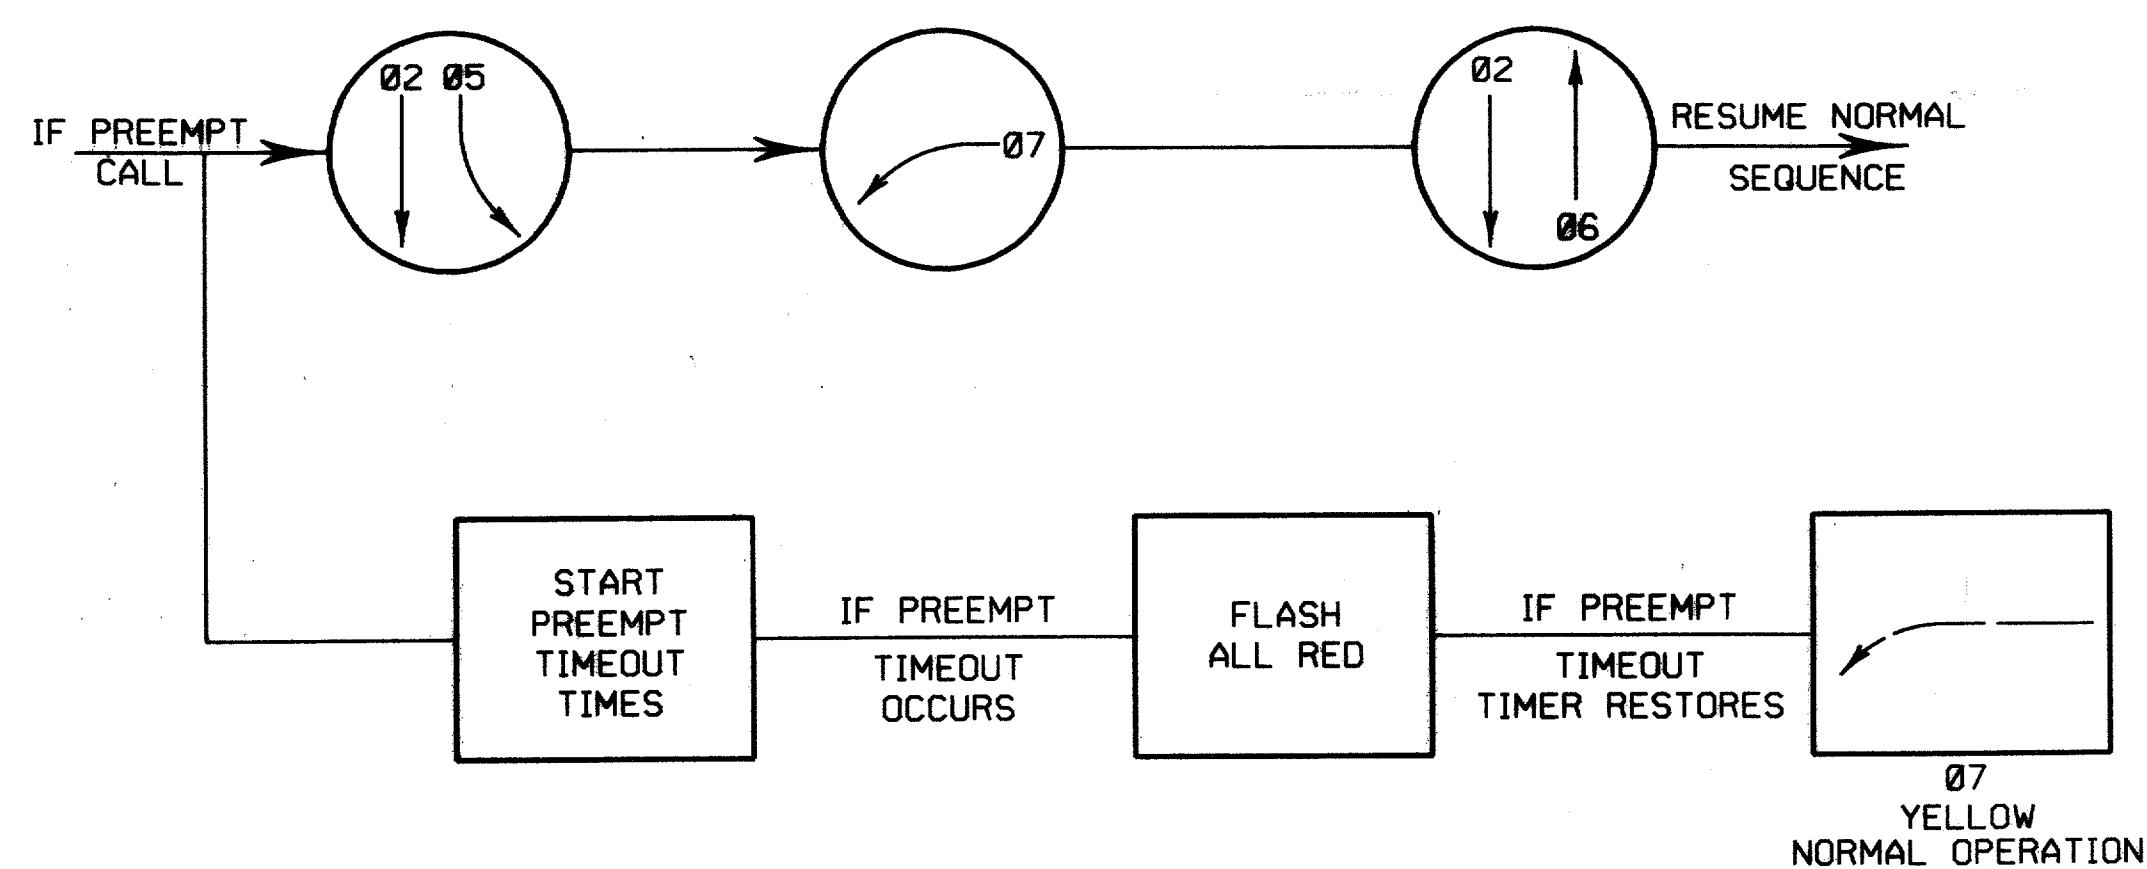 IF PREEMPT
CALL
Ø2 Ø5
Ø7
Ø2
Ø6
RESUME NORMAL
SEQUENCE
START
PREEMPT
TIMEOUT
TIMES
IF PREEMPT
TIMEOUT
OCCURS
FLASH
ALL RED
IF PREEMPT
TIMEOUT
TIMER RESTORES
Ø7
YELLOW
NORMAL OPERATION